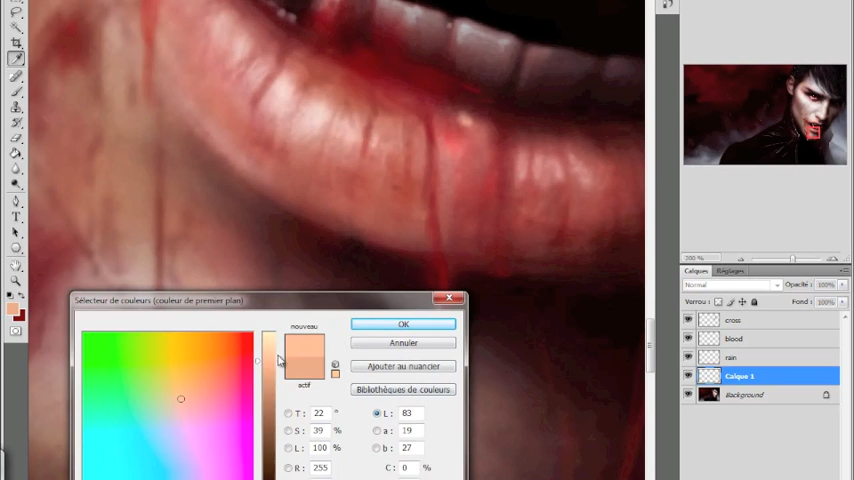 200 %
Calques
Réglages
Normal
Opacité : 100%
Verrou :
Fond : 100%
cross
blood
rain
Calque 1
Background
Sélecteur de couleurs (couleur de premier plan)
nouveau
actif
OK
Annuler
Ajouter au nuancier
Bibliothèques de couleurs
T : 22 °
L : 83
S : 39 %
a : 19
L : 100 %
b : 27
R : 255
C : 0 %